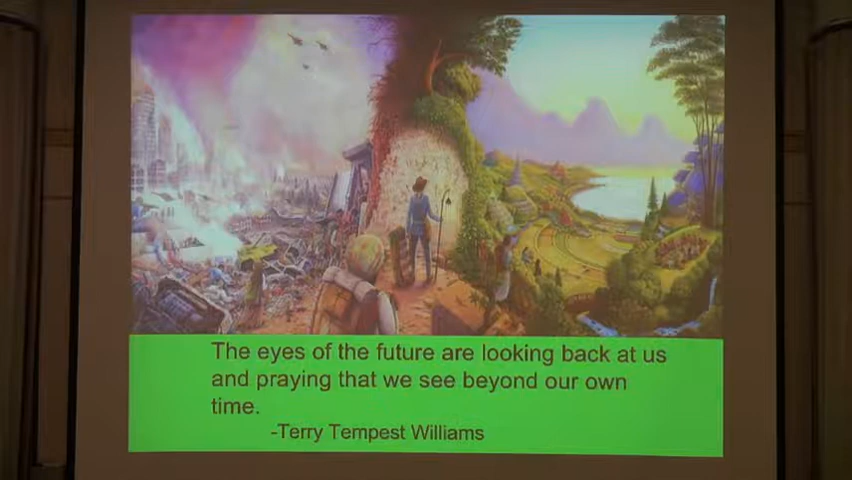 The eyes of the future are looking back at us
and praying that we see beyond our own
time.
-Terry Tempest Williams